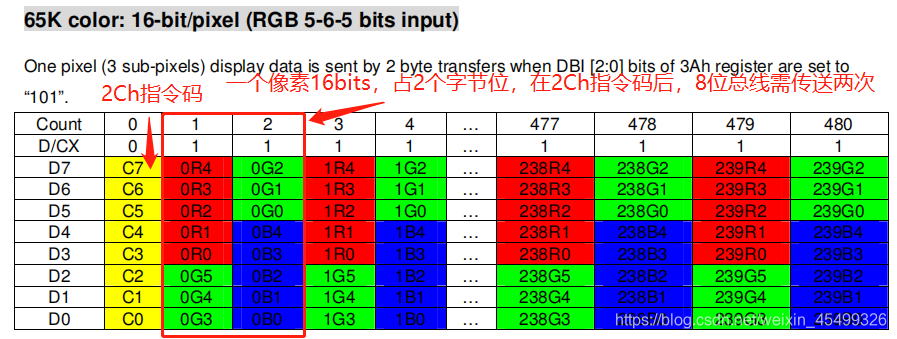 65K color: 16-bit/pixel (RGB 5-6-5 bits input)
One pixel (3 sub-pixels) display data is sent by 2 byte transfers when DBI [2:0] bits of 3Ah register are set to
“101”.
2Ch指令码
一个像素16bits，占2个字节位，在2Ch指令码后，8位总线需传送两次
Count 0 1 2 3 4 ... 477 478 479 480
D/CX 0 1 1 1 1 ... 1 1 1 1
D7 C7 0R4 0G2 1R4 1G2 ... 238R4 238G2 239R4 239G2
D6 C6 0R3 0G1 1R3 1G1 ... 238R3 238G1 239R3 239G1
D5 C5 0R2 0G0 1R2 1G0 ... 238R2 238G0 239R2 239G0
D4 C4 0R1 0B4 1R1 1B4 ... 238R1 238B4 239R1 239B4
D3 C3 0R0 0B3 1R0 1B3 ... 238R0 238B3 239R0 239B3
D2 C2 0G5 0B2 1G5 1B2 ... 238G5 238B2 239G5 239B2
D1 C1 0G4 0B1 1G4 1B1 ... 238G4 238B1 239G4 239B1
D0 C0 0G3 0B0 1G3 1B0 ... 238G3
https://blog.csdn.net/weixin_45499326